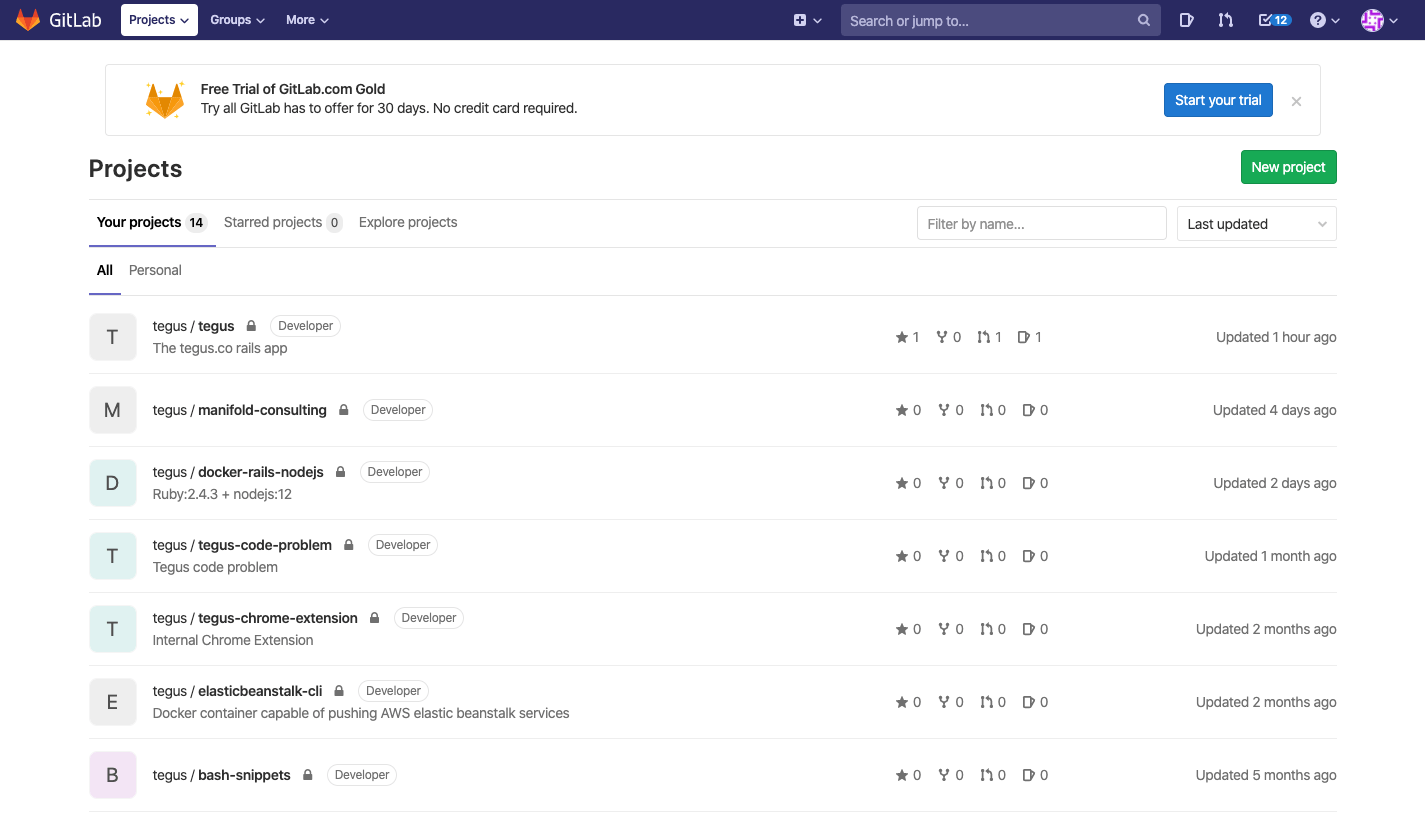 GitLab Projects Groups More Search or jump to... 12
Free Trial of GitLab.com Gold
Try all GitLab has to offer for 30 days. No credit card required.
Start your trial
Projects
New project
Your projects 14 Starred projects 0 Explore projects Filter by name... Last updated
All Personal
T
tegus / tegus Developer
The tegus.co rails app
1 0 1 1
Updated 1 hour ago
M
tegus / manifold-consulting Developer
0 0 0 0
Updated 4 days ago
D
tegus / docker-rails-nodejs Developer
Ruby:2.4.3 + nodejs:12
0 0 0 0
Updated 2 days ago
T
tegus / tegus-code-problem Developer
Tegus code problem
0 0 0 0
Updated 1 month ago
T
tegus / tegus-chrome-extension Developer
Internal Chrome Extension
0 0 0 0
Updated 2 months ago
E
tegus / elasticbeanstalk-cli Developer
Docker container capable of pushing AWS elastic beanstalk services
0 0 0 0
Updated 2 months ago
B
tegus / bash-snippets Developer
0 0 0 0
Updated 5 months ago